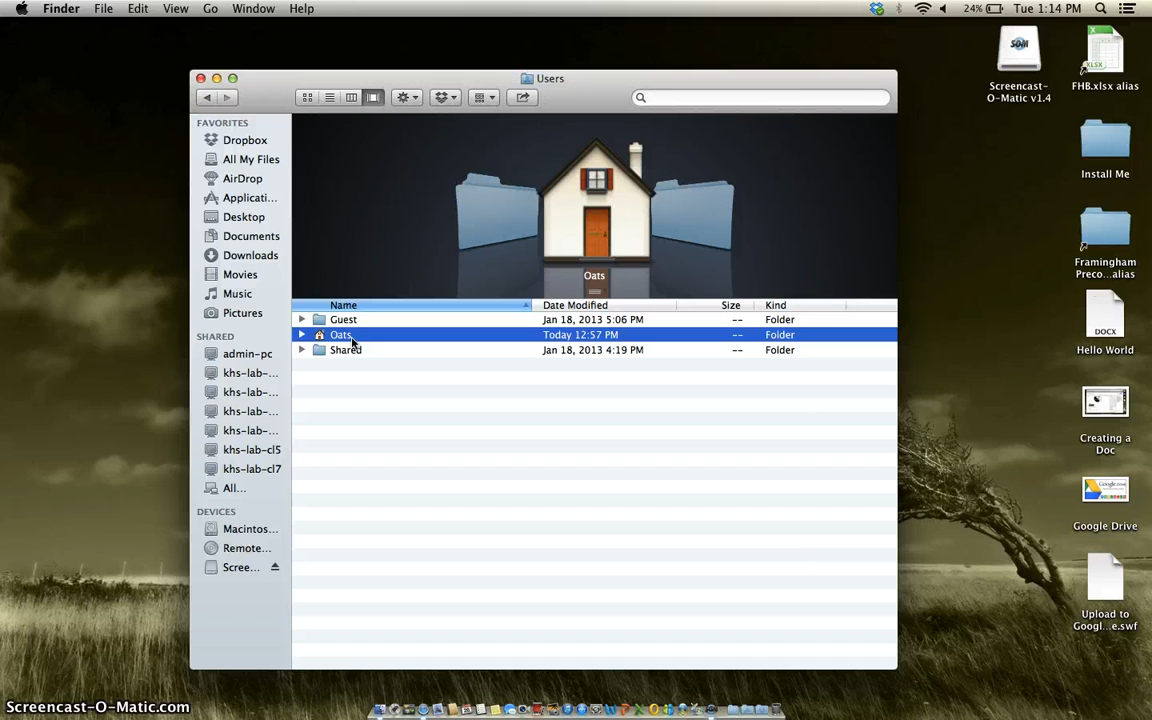 Finder File Edit View Go Window Help 24% Tue 1:14 PM
Users
FAVORITES
Dropbox
All My Files
AirDrop
Applicati...
Desktop
Documents
Downloads
Movies
Music
Pictures
SHARED
admin-pc
khs-lab-...
khs-lab-...
khs-lab-...
khs-lab-...
khs-lab-cl5
khs-lab-cl7
All...
DEVICES
Macintos...
Remote...
Scree...
Oats
Name Date Modified Size Kind
Guest Jan 18, 2013 5:06 PM -- Folder
Oats Today 12:57 PM -- Folder
Shared Jan 18, 2013 4:19 PM -- Folder
SOM
Screencast-
O-Matic v1.4
XLSX
FHB.xlsx alias
Install Me
Framingham
Preco...alias
DOCX
Hello World
Creating a
Doc
Google Drive
Google Drive
Upload to
Googl...e.swf
Screencast-O-Matic.com